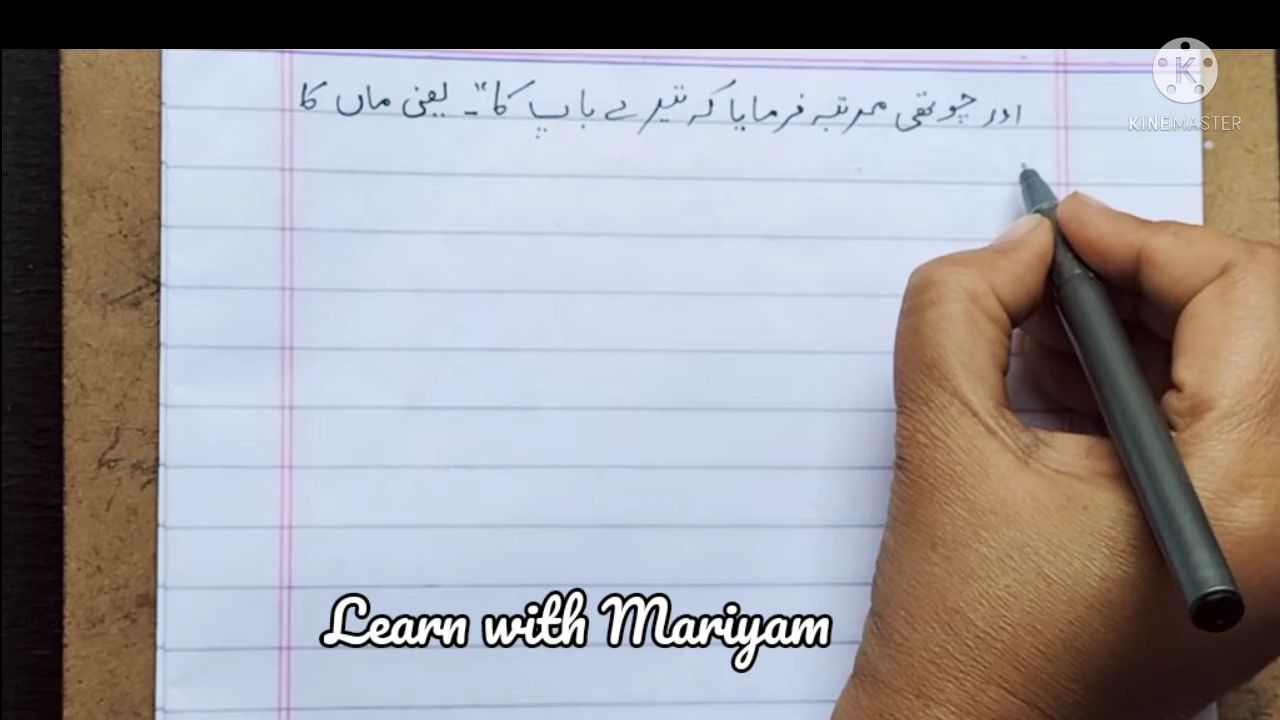 اور چوتھی مرتبہ فرمایا کہ تیرے باپ کا"۔ یعنی ماں کا
K
KINEMASTER
Learn with Mariyam